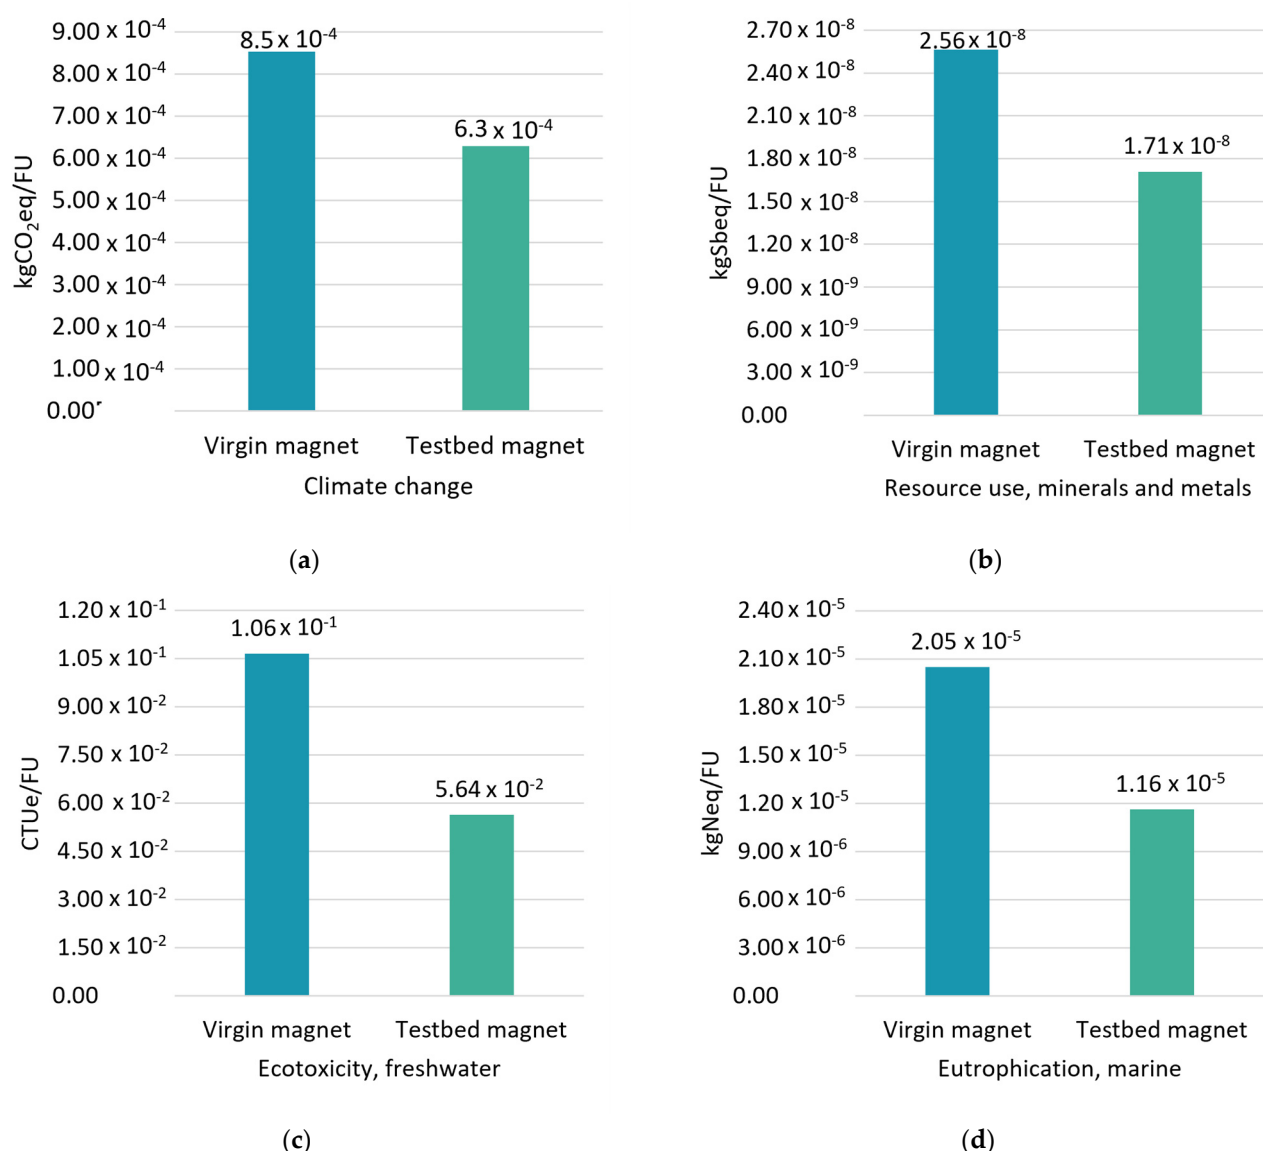 9.00 x 10⁻⁴
8.00 x 10⁻⁴
7.00 x 10⁻⁴
6.00 x 10⁻⁴
5.00 x 10⁻⁴
4.00 x 10⁻⁴
3.00 x 10⁻⁴
2.00 x 10⁻⁴
1.00 x 10⁻⁴
0.00
kgCO₂eq/FU
8.5 x 10⁻⁴
6.3 x 10⁻⁴
Virgin magnet Testbed magnet
Climate change
(a)
2.70 x 10⁻⁸
2.40 x 10⁻⁸
2.10 x 10⁻⁸
1.80 x 10⁻⁸
1.50 x 10⁻⁸
1.20 x 10⁻⁸
9.00 x 10⁻⁹
6.00 x 10⁻⁹
3.00 x 10⁻⁹
0.00
kgSbeq/FU
2.56 x 10⁻⁸
1.71 x 10⁻⁸
Virgin magnet Testbed magnet
Resource use, minerals and metals
(b)
1.20 x 10⁻¹
1.05 x 10⁻¹
9.00 x 10⁻²
7.50 x 10⁻²
6.00 x 10⁻²
4.50 x 10⁻²
3.00 x 10⁻²
1.50 x 10⁻²
0.00
CTUe/FU
1.06 x 10⁻¹
5.64 x 10⁻²
Virgin magnet Testbed magnet
Ecotoxicity, freshwater
(c)
2.40 x 10⁻⁵
2.10 x 10⁻⁵
1.80 x 10⁻⁵
1.50 x 10⁻⁵
1.20 x 10⁻⁵
9.00 x 10⁻⁶
6.00 x 10⁻⁶
3.00 x 10⁻⁶
0.00
kgNeq/FU
2.05 x 10⁻⁵
1.16 x 10⁻⁵
Virgin magnet Testbed magnet
Eutrophication, marine
(d)